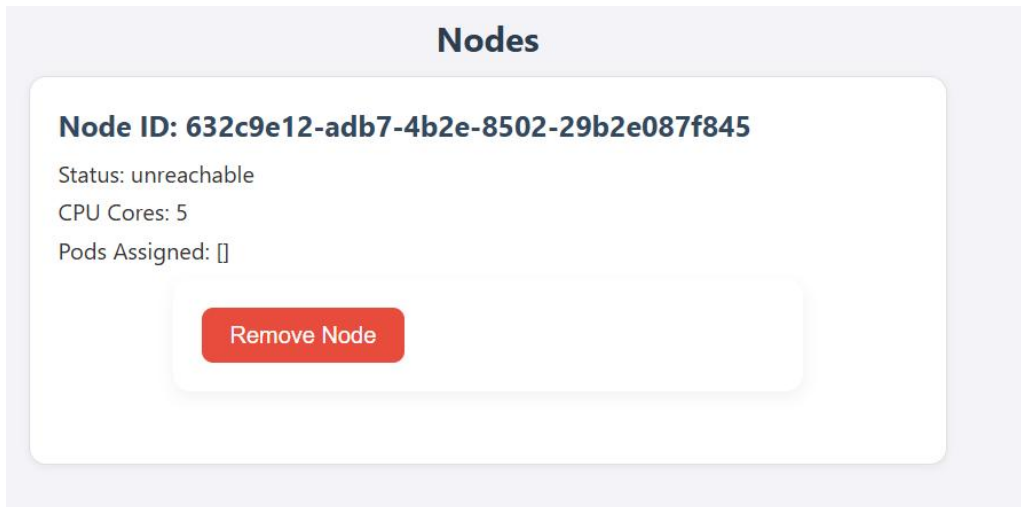 Nodes
Node ID: 632c9e12-adb7-4b2e-8502-29b2e087f845
Status: unreachable
CPU Cores: 5
Pods Assigned: []
Remove Node